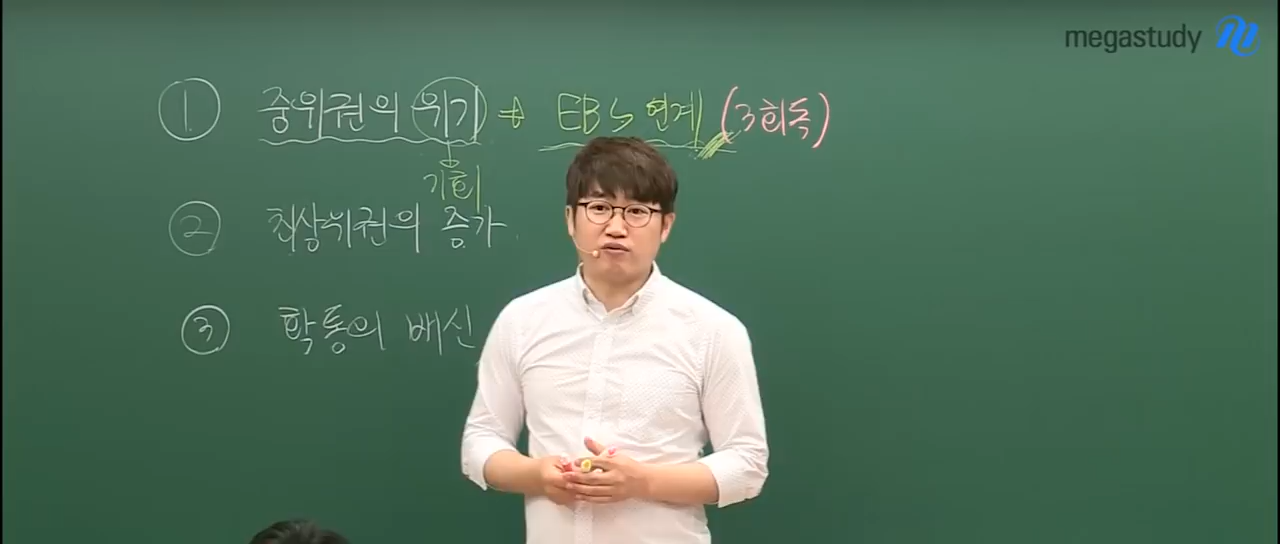 megastudy
① 중위권의 위기 → EBS 연계 (3회독)
기회
② 최상위권의 증가
③ 확통의 배신